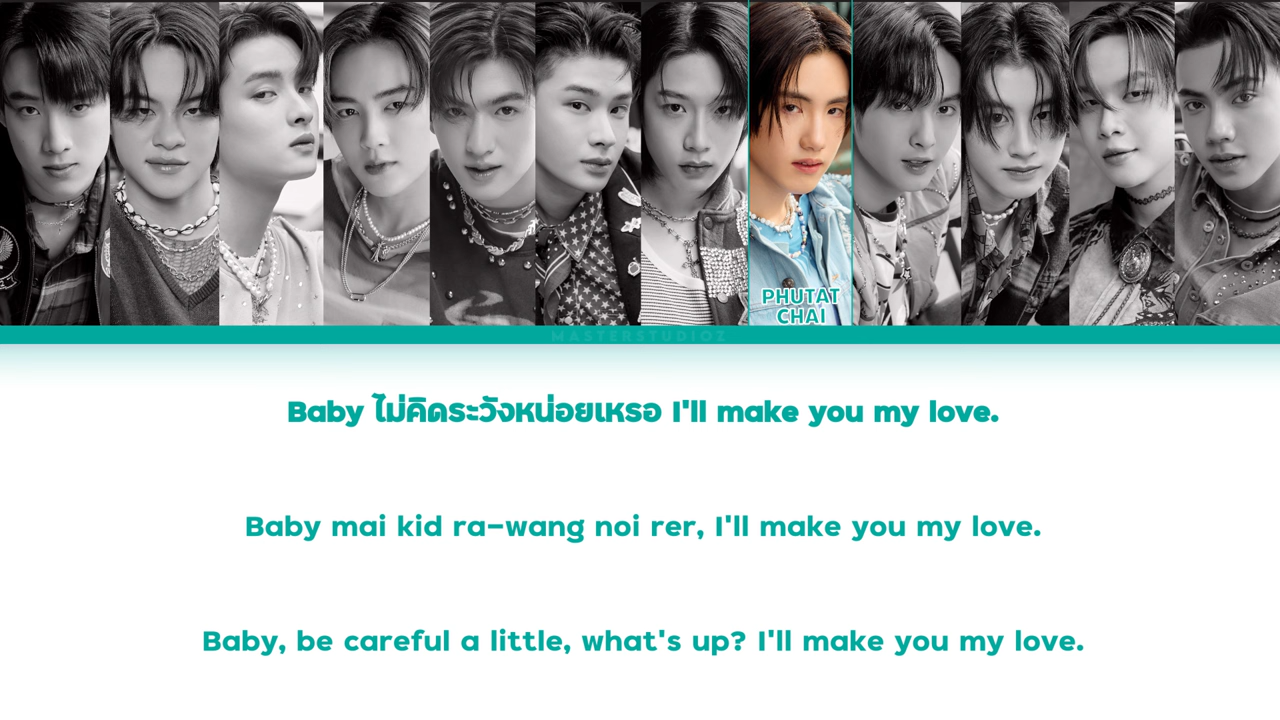 PHUTAT
CHAI
MASTERSTUDIOZ
Baby ไม่คิดระวังหน่อยเหรอ I'll make you my love.
Baby mai kid ra-wang noi rer, I'll make you my love.
Baby, be careful a little, what's up? I'll make you my love.